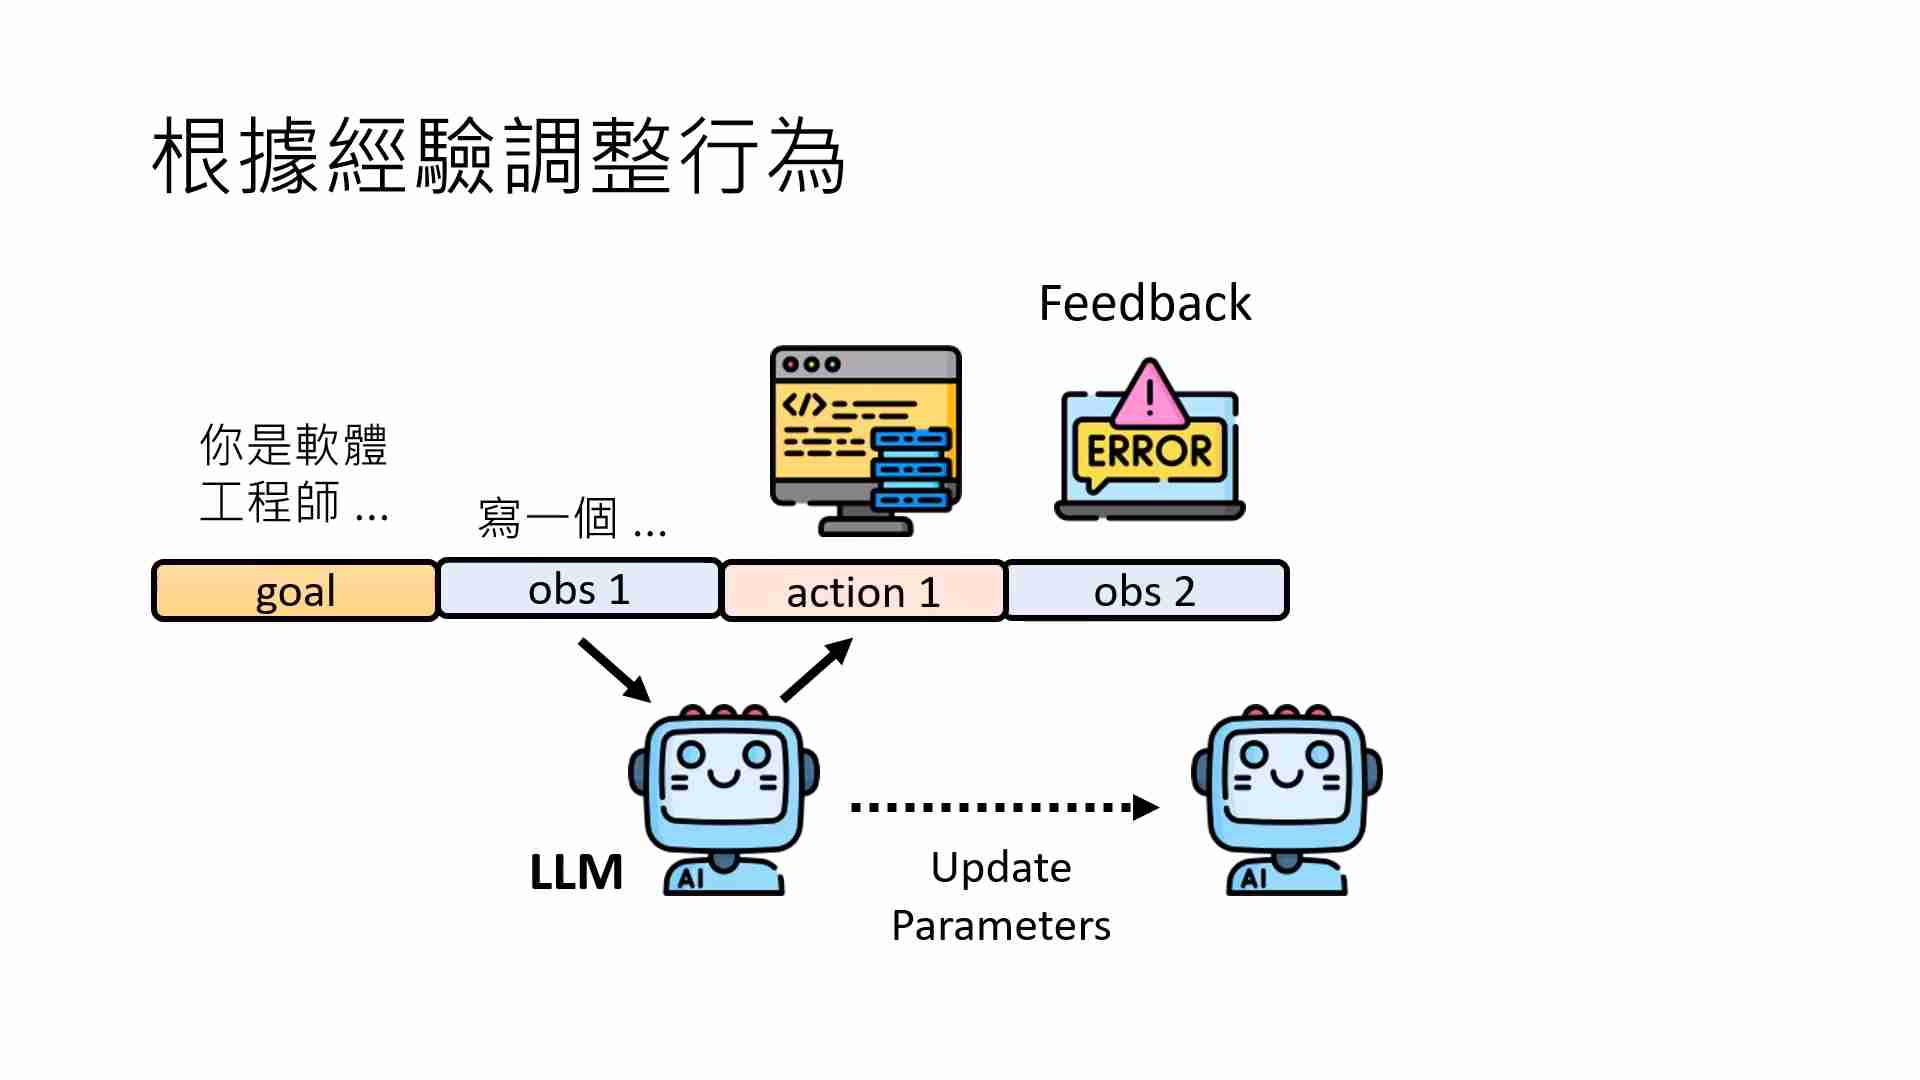 根據經驗調整行為
Feedback
你是軟體
工程師 ...
寫一個 ...
</>
ERROR
!
goal
obs 1
action 1
obs 2
LLM
AI
Update
Parameters
AI